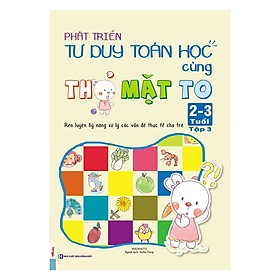 PHÁT TRIỂN
TƯ DUY TOÁN HỌC
cùng
THỎ MẶT TO
2-3
Tuổi
Tập 3
Rèn luyện kỹ năng xử lý các vấn đề thực tế cho trẻ
?!